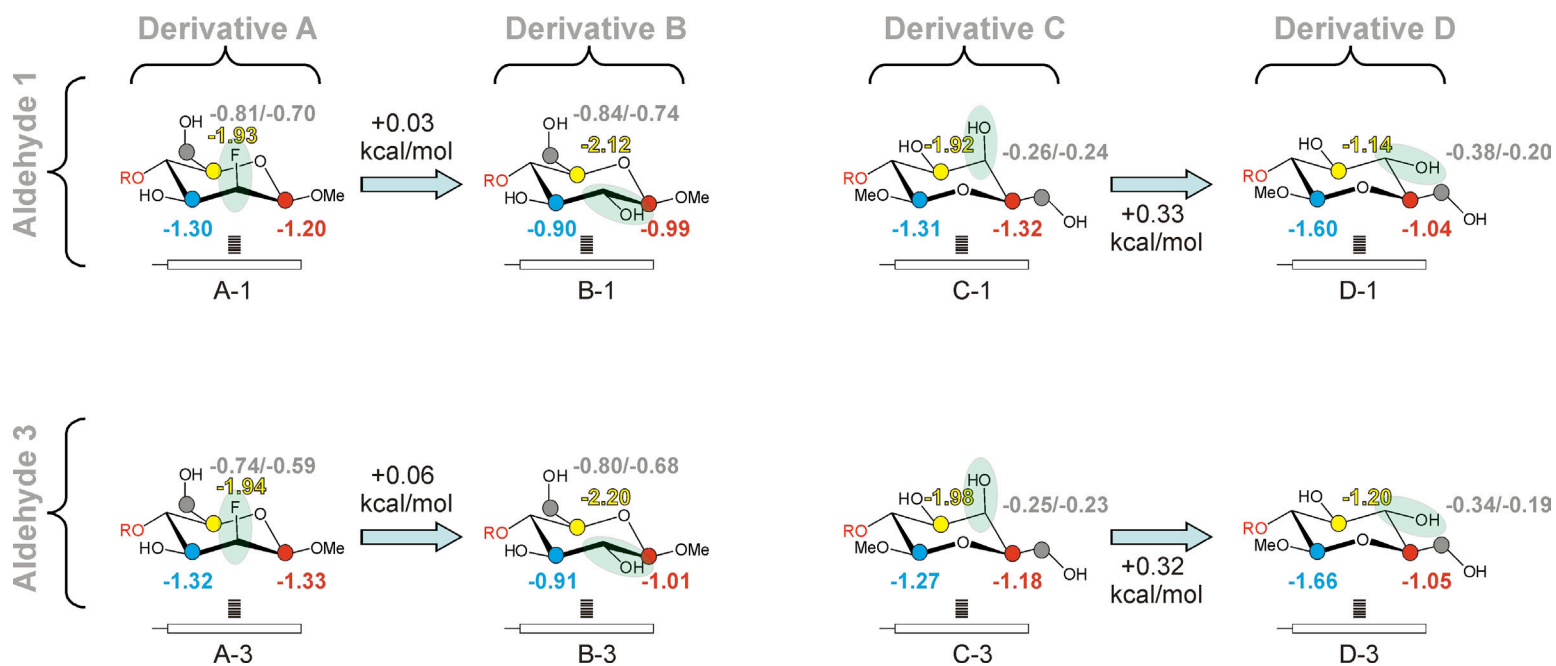 Derivative A
Derivative B
Derivative C
Derivative D
Aldehyde 1
-0.81/-0.70
OH
-1.93
F
O
RO
HO
OMe
-1.30
-1.20
A-1
+0.03
kcal/mol
-0.84/-0.74
OH
-2.12
O
RO
HO
OH
OMe
-0.90
-0.99
B-1
HO
HO
-1.92
-0.26/-0.24
RO
MeO
O
OH
-1.31
-1.32
C-1
+0.33
kcal/mol
HO
-1.14
-0.38/-0.20
OH
RO
MeO
O
OH
-1.60
-1.04
D-1
Aldehyde 3
-0.74/-0.59
OH
-1.94
F
O
RO
HO
OMe
-1.32
-1.33
A-3
+0.06
kcal/mol
-0.80/-0.68
OH
-2.20
O
RO
HO
OH
OMe
-0.91
-1.01
B-3
HO
HO
-1.98
-0.25/-0.23
RO
MeO
O
OH
-1.27
-1.18
C-3
+0.32
kcal/mol
HO
-1.20
-0.34/-0.19
OH
RO
MeO
O
OH
-1.66
-1.05
D-3